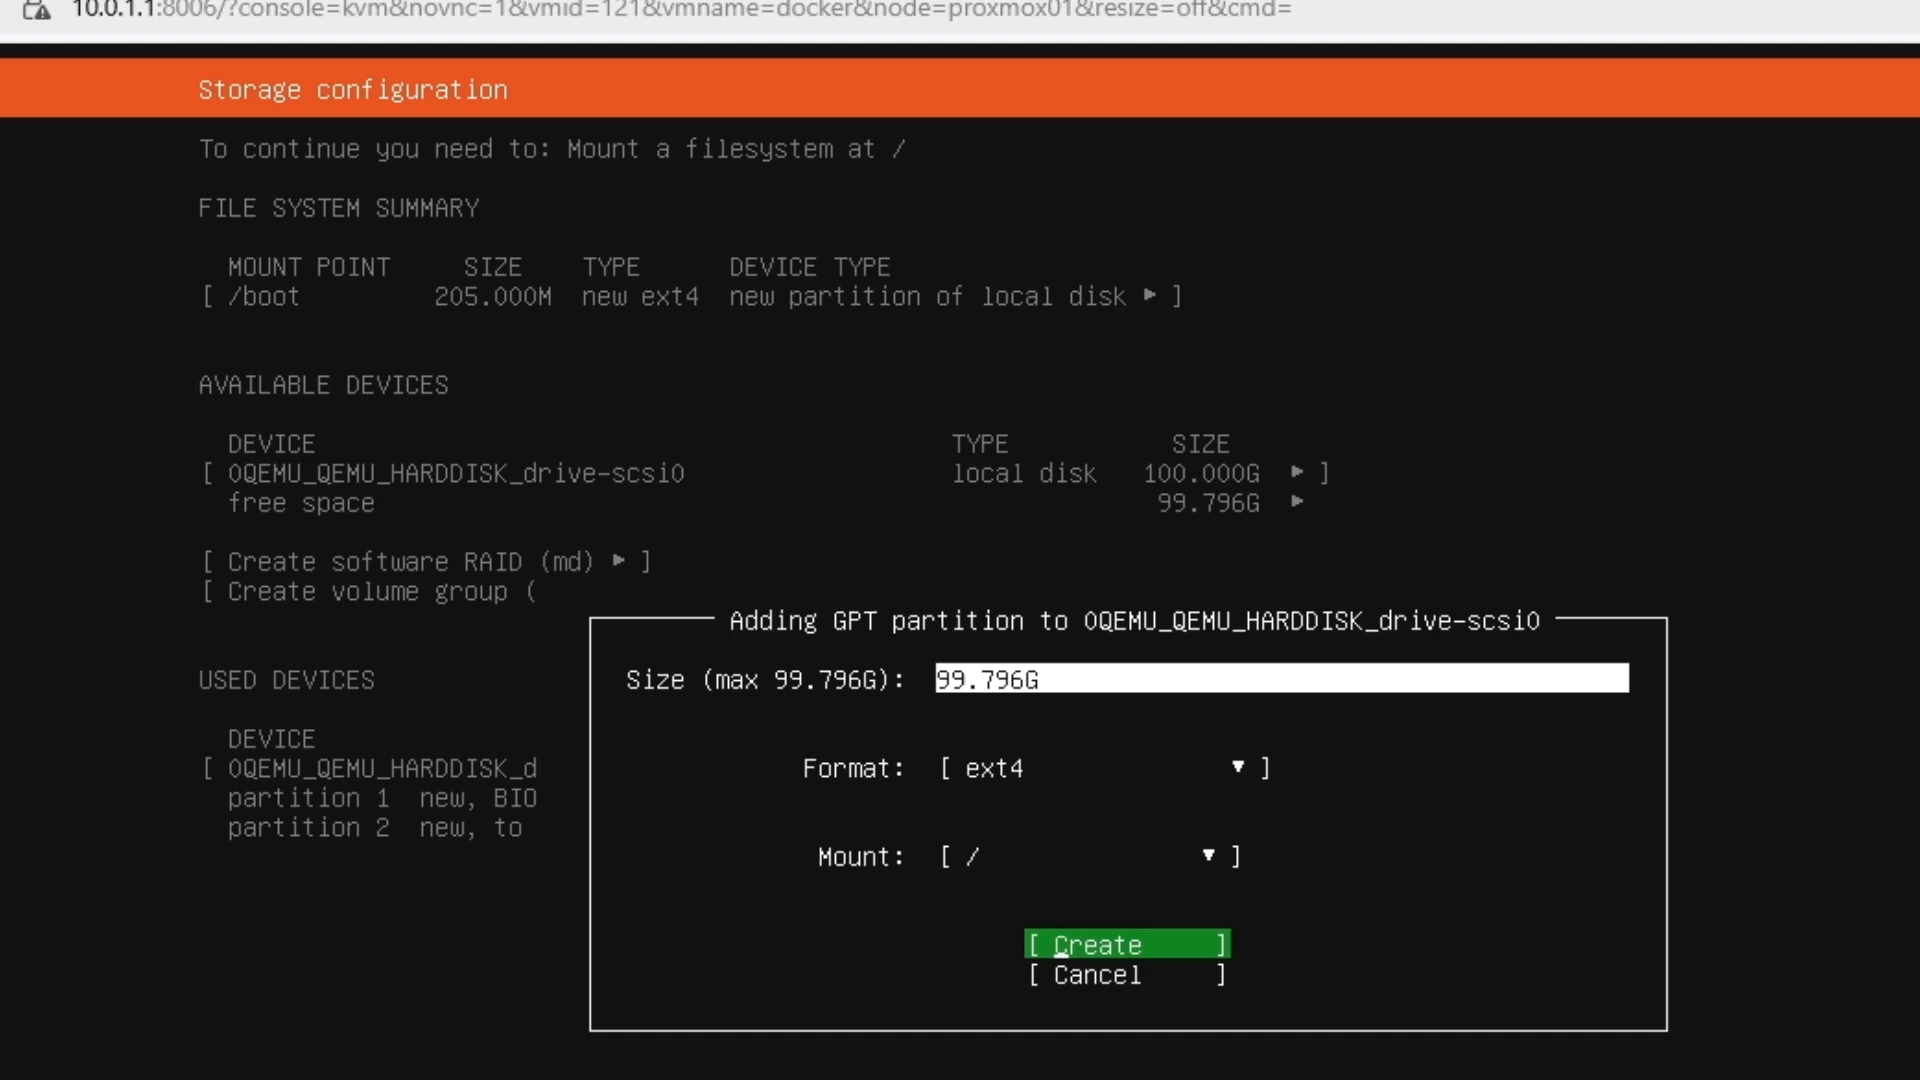 10.0.1.1:8006/?console=kvm&novnc=1&vmid=121&vmname=docker&node=proxmox01&resize=off&cmd=
Storage configuration
To continue you need to: Mount a filesystem at /
FILE SYSTEM SUMMARY
MOUNT POINT SIZE TYPE DEVICE TYPE
[ /boot 205.000M new ext4 new partition of local disk ▸ ]
AVAILABLE DEVICES
DEVICE TYPE SIZE
[ 0QEMU_QEMU_HARDDISK_drive-scsi0 local disk 100.000G ▸ ]
free space 99.796G ▸
[ Create software RAID (md) ▸ ]
[ Create volume group (
Adding GPT partition to 0QEMU_QEMU_HARDDISK_drive-scsi0
Size (max 99.796G): 99.796G
Format: [ ext4 ▾ ]
Mount: [ / ▾ ]
[ Create ]
[ Cancel ]
USED DEVICES
DEVICE
[ 0QEMU_QEMU_HARDDISK_d
partition 1 new, BIO
partition 2 new, to